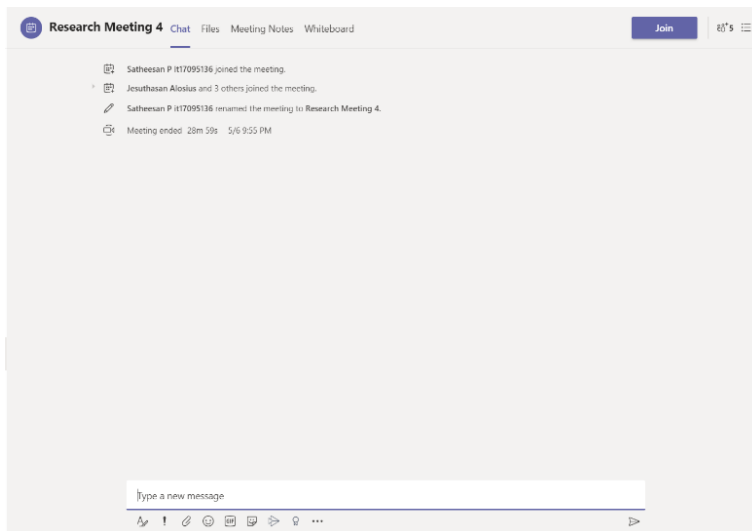 Research Meeting 4 Chat Files Meeting Notes Whiteboard Join 5
Satheesan P it17095136 joined the meeting.
Jesuthasan Alosius and 3 others joined the meeting.
Satheesan P it17095136 renamed the meeting to Research Meeting 4.
Meeting ended 28m 59s 5/6 9:55 PM
Type a new message
GIF